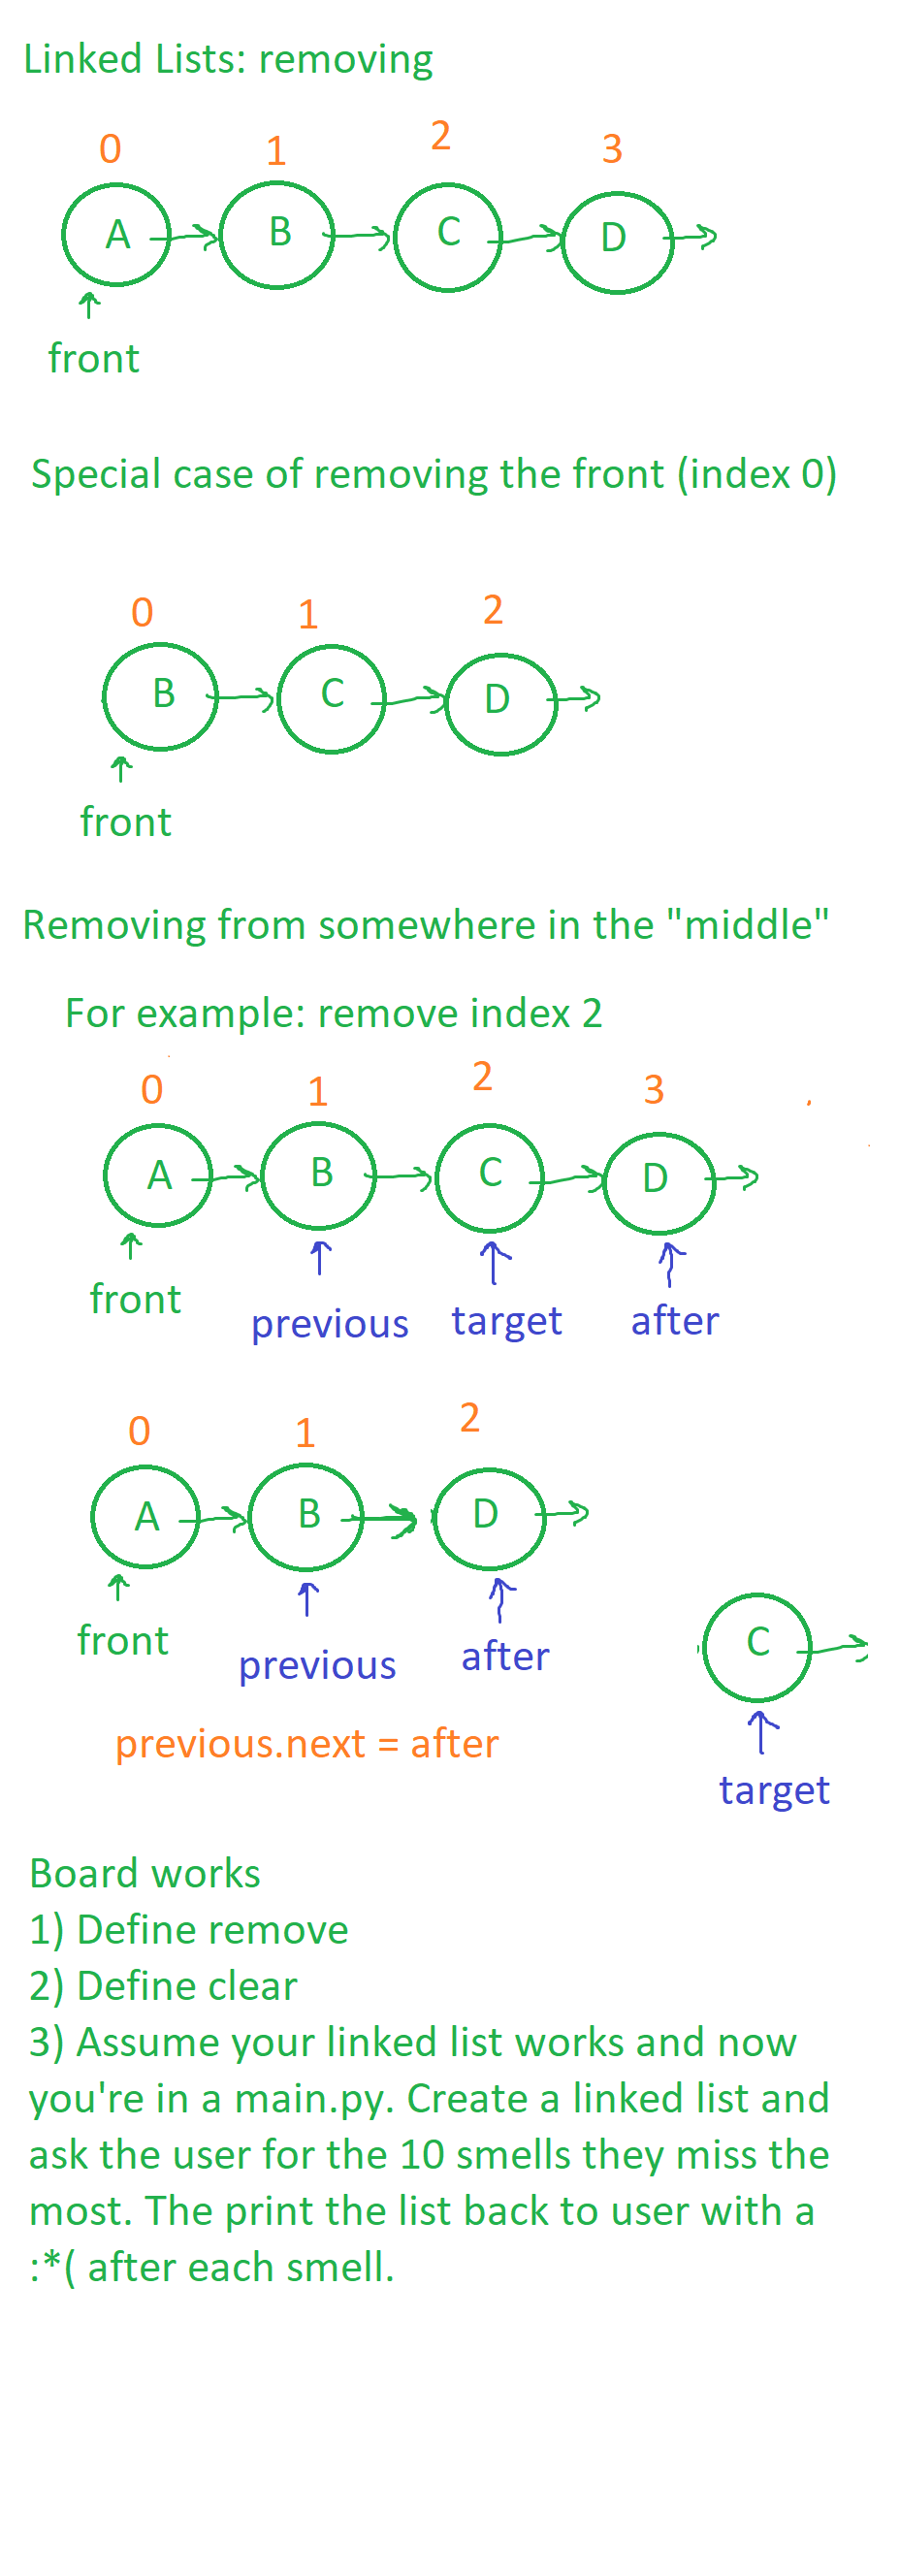 Linked Lists: removing
0 1 2 3
A B C D
front
Special case of removing the front (index 0)
0 1 2
B C D
front
Removing from somewhere in the "middle"
For example: remove index 2
0 1 2 3
A B C D
front previous target after
0 1 2
A B D
front previous after
C
previous.next = after
target
Board works
1) Define remove
2) Define clear
3) Assume your linked list works and now
you're in a main.py. Create a linked list and
ask the user for the 10 smells they miss the
most. The print the list back to user with a
:*( after each smell.